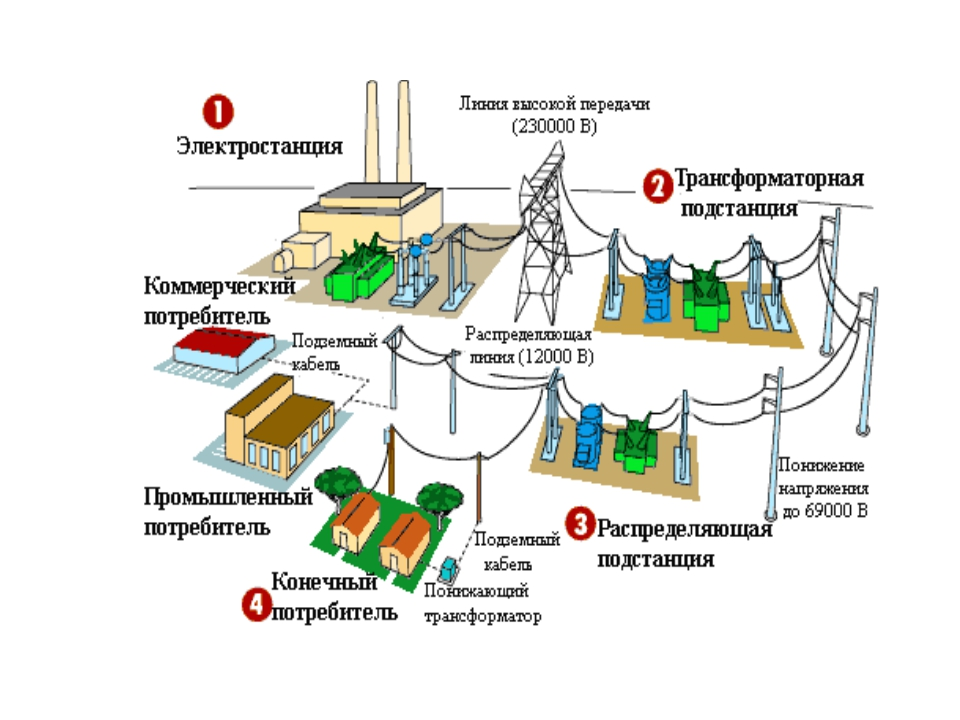 1
Электростанция
Линия высокой передачи
(230000 В)
2
Трансформаторная
подстанция
Коммерческий
потребитель
Подземный
кабель
Распределяющая
линия (12000 В)
Понижение
напряжения
до 69000 В
Промышленный
потребитель
3
Распределяющая
подстанция
Подземный
кабель
4
Конечный
потребитель
Понижающий
трансформатор